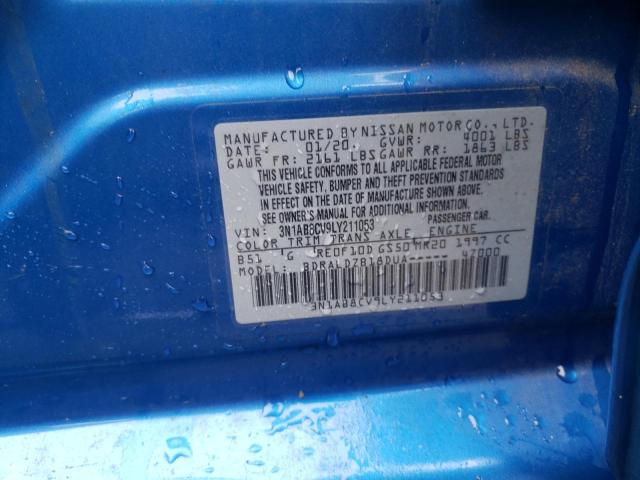 MANUFACTURED BY NISSAN MOTOR CO., LTD.
DATE: 01/20 GVWR: 4001 LBS
GAWR FR: 2161 LBS GAWR RR: 1863 LBS
THIS VEHICLE CONFORMS TO ALL APPLICABLE FEDERAL MOTOR
VEHICLE SAFETY, BUMPER AND THEFT PREVENTION STANDARDS
IN EFFECT ON THE DATE OF MANUFACTURE SHOWN ABOVE.
SEE OWNER'S MANUAL FOR ADDITIONAL INFORMATION.
VIN: 3N1AB8CV9LY211053 PASSENGER CAR.
COLOR TRIM TRANS AXLE ENGINE
B51 G RE0F10D GS50 MR20 1997 CC
MODEL: BDRALDZB18DUA----- 47000
3N1AB8CV9LY211053